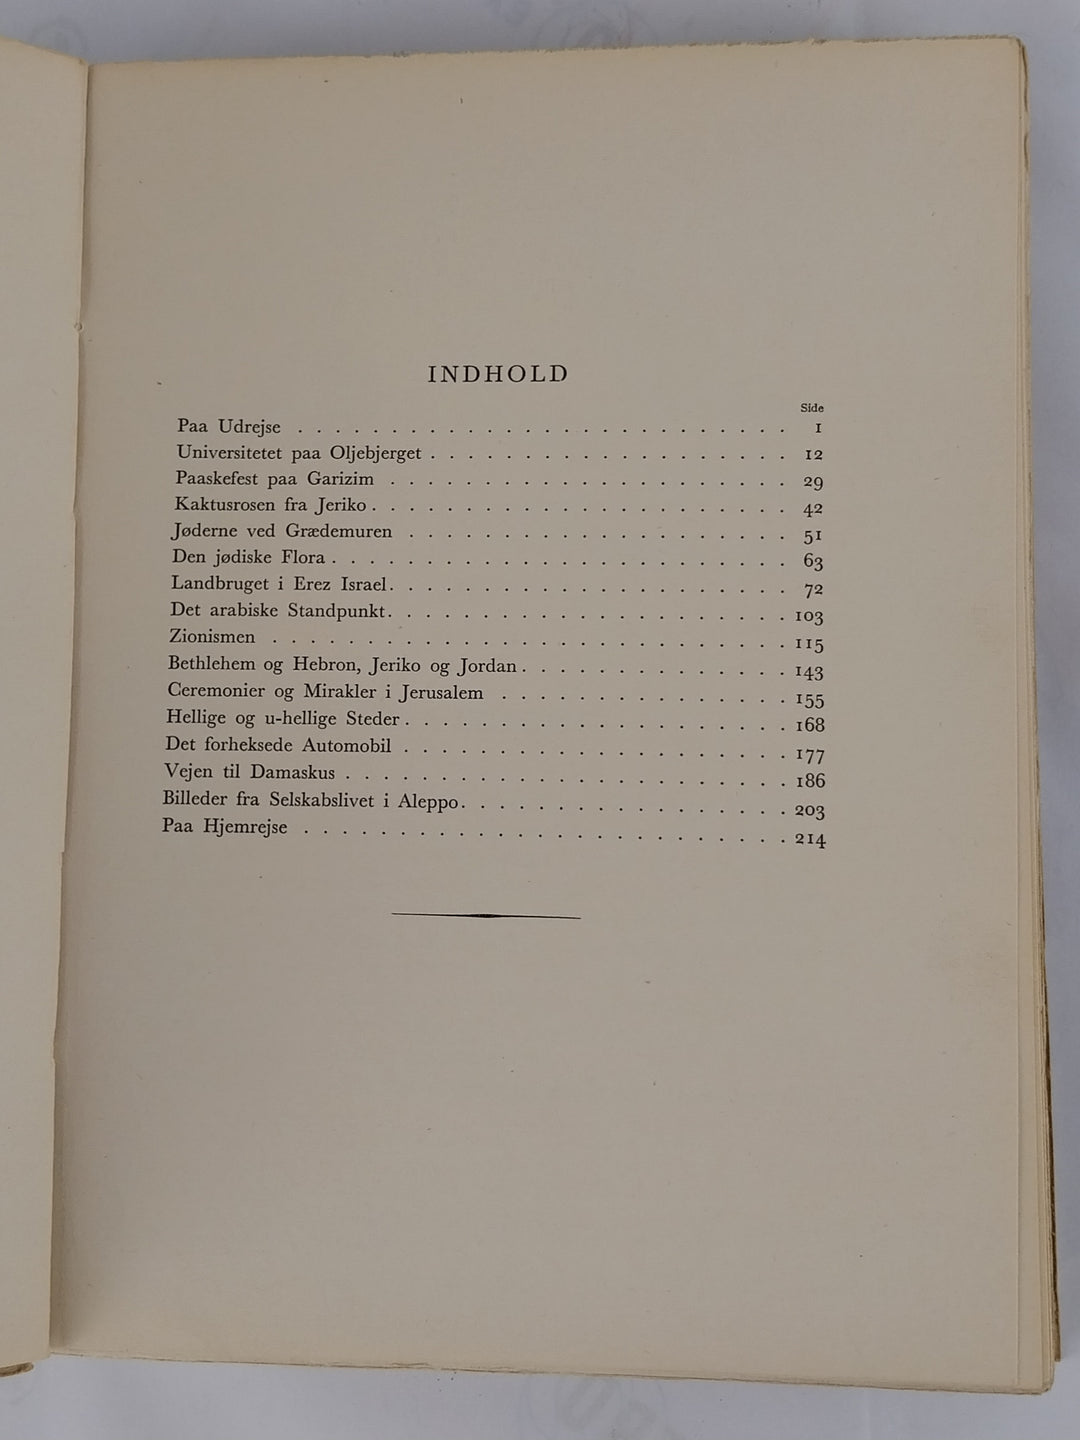 INDHOLD
Side
Paa Udrejse . . . . . . . . . . . . . . . . . . . . . . . . . . 1
Universitetet paa Oljebjerget . . . . . . . . . . . . . . . . . . . 12
Paaskefest paa Garizim . . . . . . . . . . . . . . . . . . . . . 29
Kaktusrosen fra Jeriko . . . . . . . . . . . . . . . . . . . . . . 42
Jøderne ved Grædemuren . . . . . . . . . . . . . . . . . . . . 51
Den jødiske Flora . . . . . . . . . . . . . . . . . . . . . . . . 63
Landbruget i Erez Israel . . . . . . . . . . . . . . . . . . . . . 72
Det arabiske Standpunkt . . . . . . . . . . . . . . . . . . . . . 103
Zionismen . . . . . . . . . . . . . . . . . . . . . . . . . . . 115
Bethlehem og Hebron, Jeriko og Jordan . . . . . . . . . . . . . . 143
Ceremonier og Mirakler i Jerusalem . . . . . . . . . . . . . . . 155
Hellige og u-hellige Steder . . . . . . . . . . . . . . . . . . . . 168
Det forheksede Automobil . . . . . . . . . . . . . . . . . . . . 177
Vejen til Damaskus . . . . . . . . . . . . . . . . . . . . . . . 186
Billeder fra Selskabslivet i Aleppo . . . . . . . . . . . . . . . . . 203
Paa Hjemrejse . . . . . . . . . . . . . . . . . . . . . . . . . 214